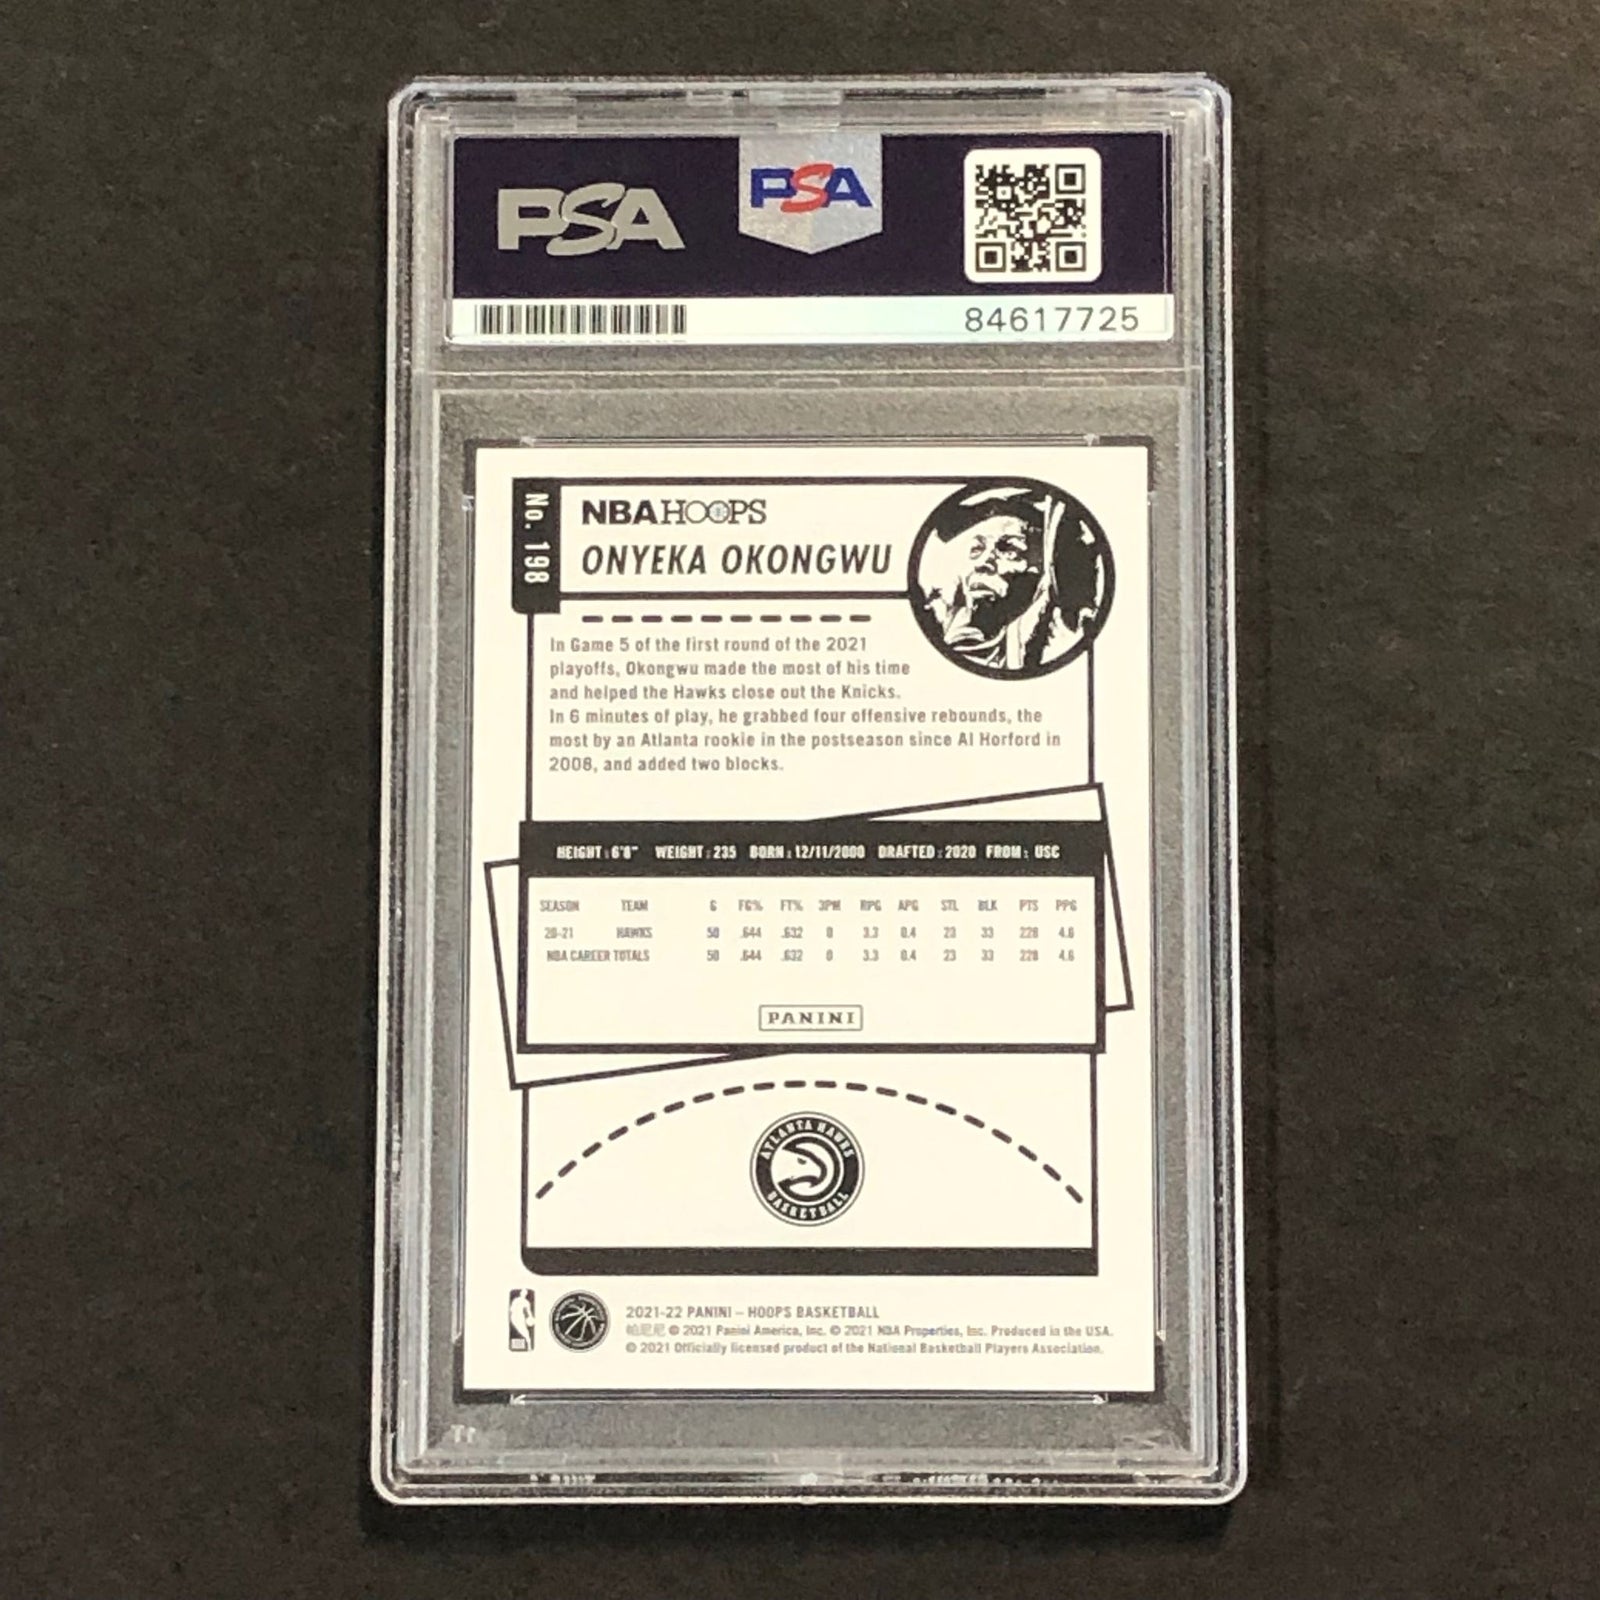 PSA
PSA
84617725
No. 198
NBA HOOPS
ONYEKA OKONGWU
In Game 5 of the first round of the 2021
playoffs, Okongwu made the most of his time
and helped the Hawks close out the Knicks.
In 6 minutes of play, he grabbed four offensive rebounds, the
most by an Atlanta rookie in the postseason since Al Horford in
2008, and added two blocks.
HEIGHT: 6'8" WEIGHT: 235 BORN: 12/11/2000 DRAFTED: 2020 FROM: USC
SEASON TEAM G FG% FT% 3PM RPG APG STL BLK PTS PPG
20-21 HAWKS 50 .644 .632 0 3.3 0.4 23 33 228 4.6
NBA CAREER TOTALS 50 .644 .632 0 3.3 0.4 23 33 228 4.6
PANINI
ATLANTA HAWKS
BASKETBALL
2021-22 PANINI – HOOPS BASKETBALL
帕尼尼 © 2021 Panini America, Inc. © 2021 NBA Properties, Inc. Produced in the USA.
© 2021 Officially licensed product of the National Basketball Players Association.